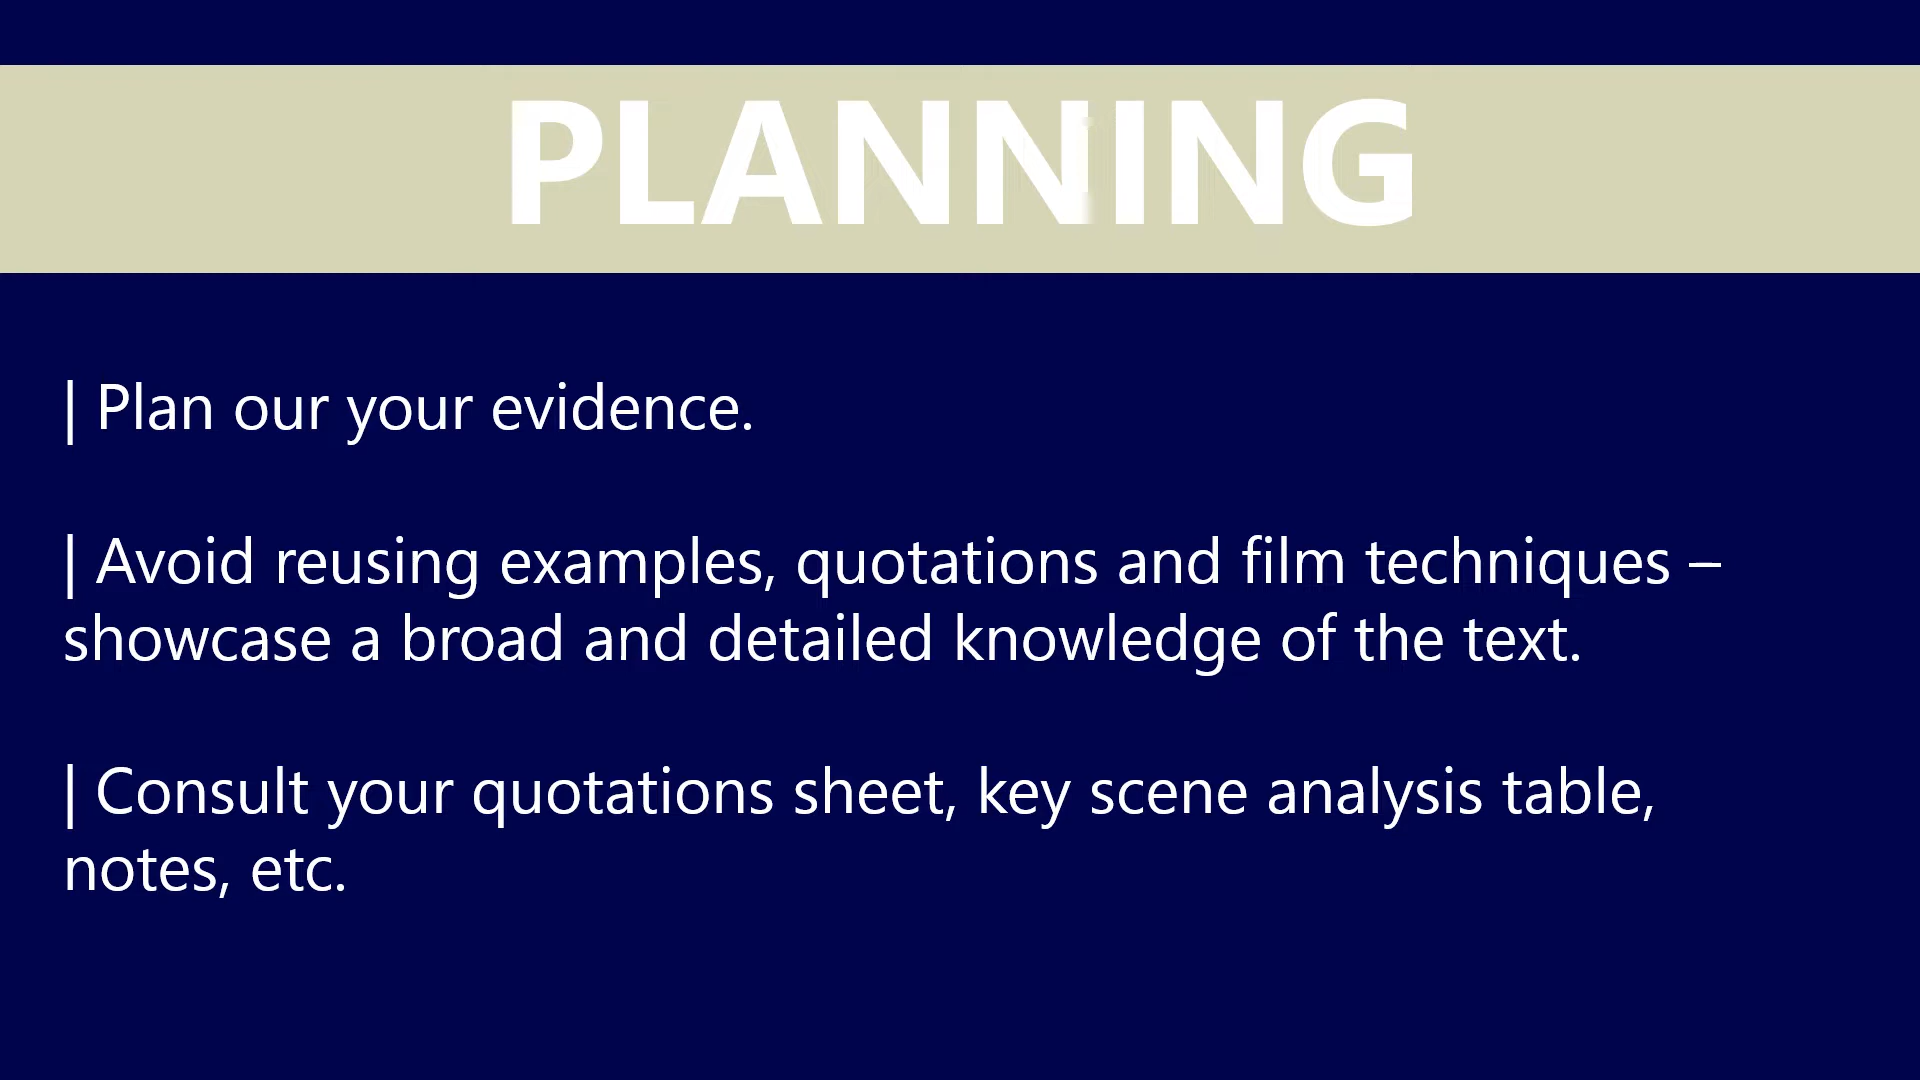 PLANNING
| Plan our your evidence.
| Avoid reusing examples, quotations and film techniques –
showcase a broad and detailed knowledge of the text.
| Consult your quotations sheet, key scene analysis table,
notes, etc.